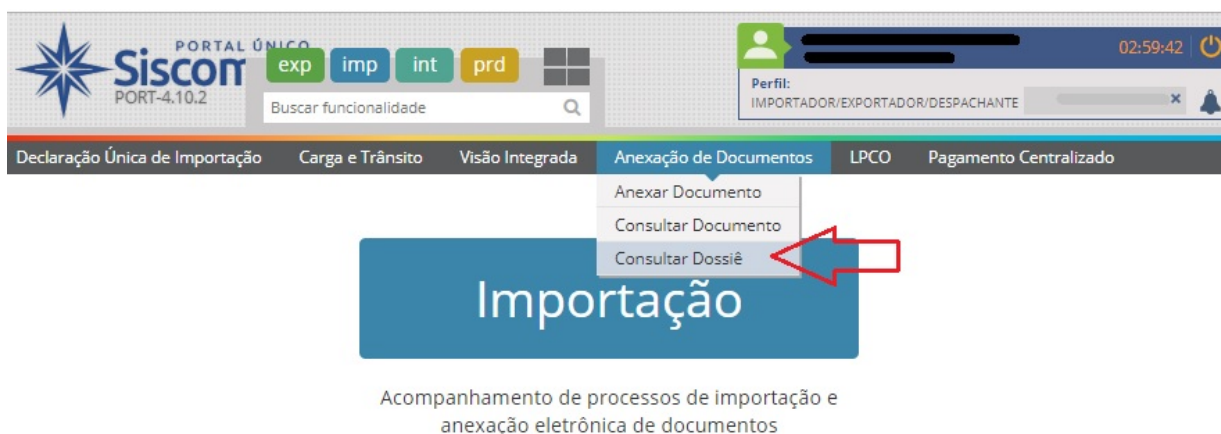 PORTAL ÚNICO
Siscom
PORT-4.10.2
exp imp int prd
Buscar funcionalidade
02:59:42
Perfil:
IMPORTADOR/EXPORTADOR/DESPACHANTE
Declaração Única de Importação Carga e Trânsito Visão Integrada Anexação de Documentos LPCO Pagamento Centralizado
Anexar Documento
Consultar Documento
Consultar Dossiê
Importação
Acompanhamento de processos de importação e
anexação eletrônica de documentos